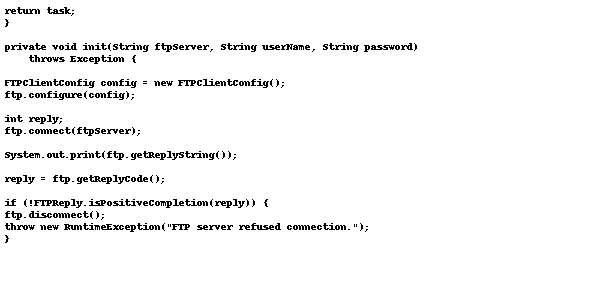 return task;
}
private void init(String ftpServer, String userName, String password)
throws Exception {
FTPClientConfig config = new FTPClientConfig();
ftp.configure(config);
int reply;
ftp.connect(ftpServer);
System.out.print(ftp.getReplyString());
reply = ftp.getReplyCode();
if (!FTPReply.isPositiveCompletion(reply)) {
ftp.disconnect();
throw new RuntimeException("FTP server refused connection.");
}